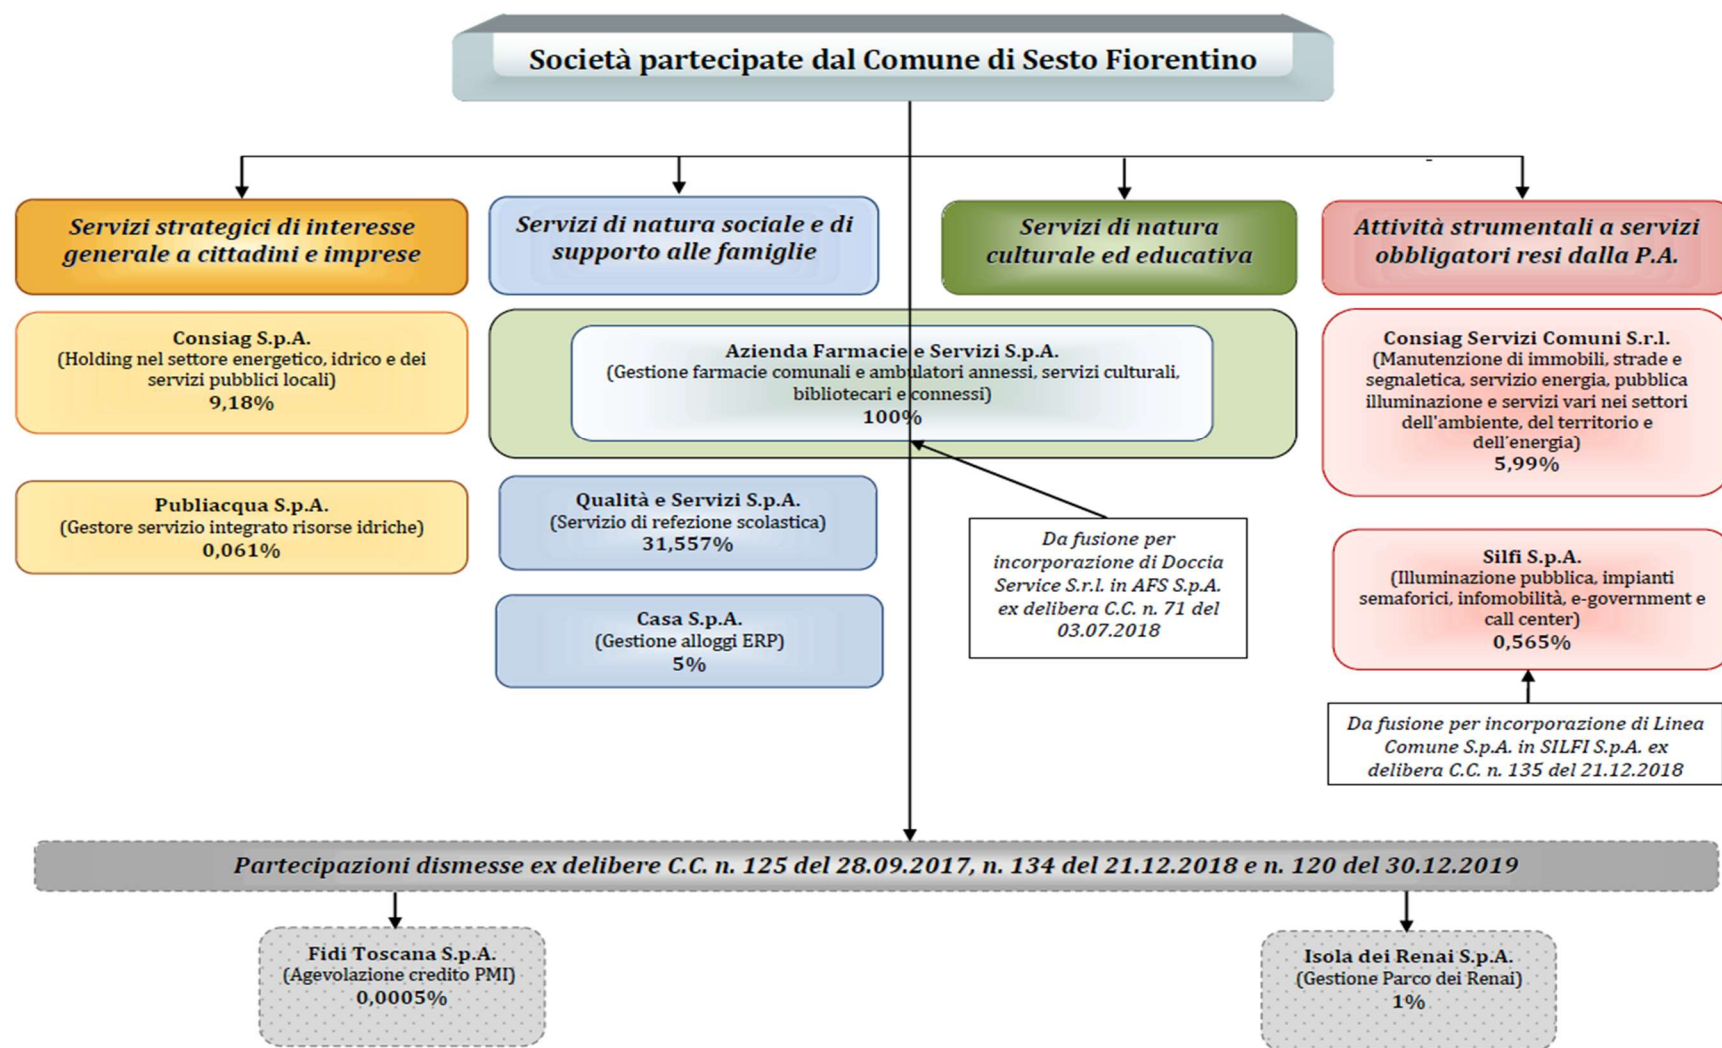 Società partecipate dal Comune di Sesto Fiorentino
Servizi strategici di interesse
generale a cittadini e imprese
Servizi di natura sociale e di
supporto alle famiglie
Servizi di natura
culturale ed educativa
Attività strumentali a servizi
obbligatori resi dalla P.A.
Consiag S.p.A.
(Holding nel settore energetico, idrico e dei
servizi pubblici locali)
9,18%
Azienda Farmacie e Servizi S.p.A.
(Gestione farmacie comunali e ambulatori annessi, servizi culturali,
bibliotecari e connessi)
100%
Consiag Servizi Comuni S.r.l.
(Manutenzione di immobili, strade e
segnaletica, servizio energia, pubblica
illuminazione e servizi vari nei settori
dell'ambiente, del territorio e
dell'energia)
5,99%
Publiacqua S.p.A.
(Gestore servizio integrato risorse idriche)
0,061%
Qualità e Servizi S.p.A.
(Servizio di refezione scolastica)
31,557%
Casa S.p.A.
(Gestione alloggi ERP)
5%
Da fusione per
incorporazione di Doccia
Service S.r.l. in AFS S.p.A.
ex delibera C.C. n. 71 del
03.07.2018
Silfi S.p.A.
(Illuminazione pubblica, impianti
semaforici, infomobilità, e-government e
call center)
0,565%
Da fusione per incorporazione di Linea
Comune S.p.A. in SILFI S.p.A. ex
delibera C.C. n. 135 del 21.12.2018
Partecipazioni dismesse ex delibere C.C. n. 125 del 28.09.2017, n. 134 del 21.12.2018 e n. 120 del 30.12.2019
Fidi Toscana S.p.A.
(Agevolazione credito PMI)
0,0005%
Isola dei Renai S.p.A.
(Gestione Parco dei Renai)
1%